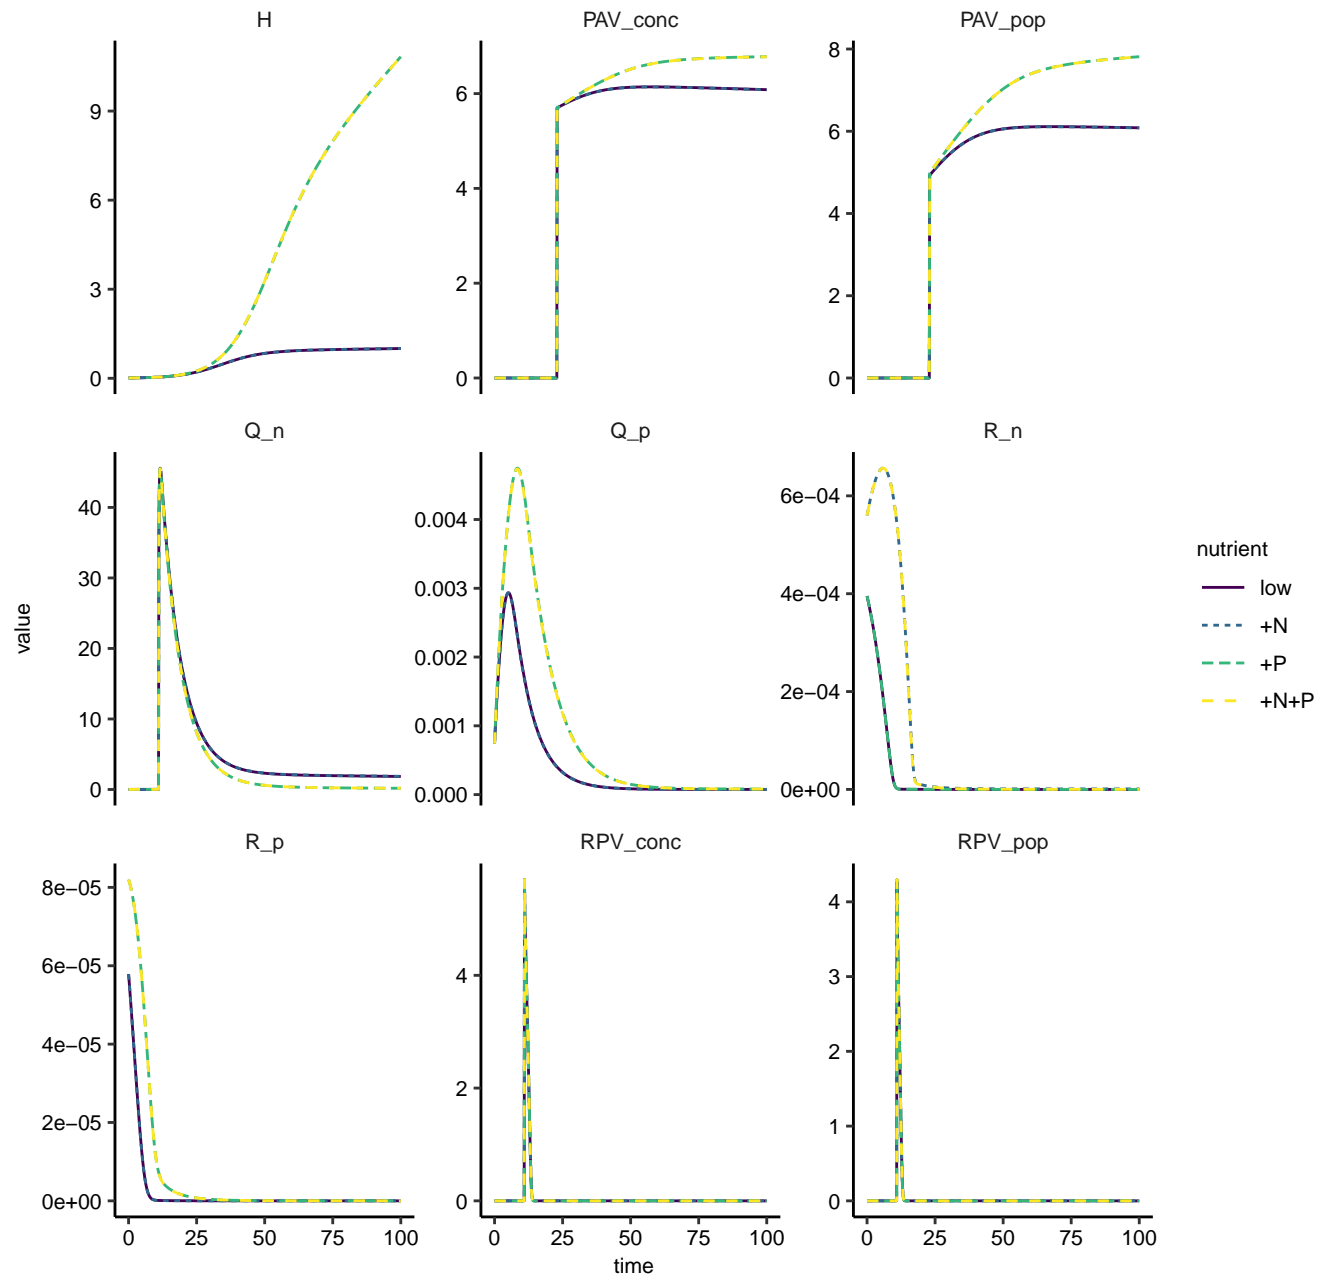 H PAV_conc PAV_pop
9
6
3
0
6
4
2
0
8
6
4
2
0
Q_n Q_p R_n
40
30
20
10
0
0.004
0.003
0.002
0.001
0.000
6e−04
4e−04
2e−04
0e+00
R_p RPV_conc RPV_pop
8e−05
6e−05
4e−05
2e−05
0e+00
4
2
0
4
3
2
1
0
0 25 50 75 100
0 25 50 75 100
0 25 50 75 100
time
value
nutrient
low
+N
+P
+N+P